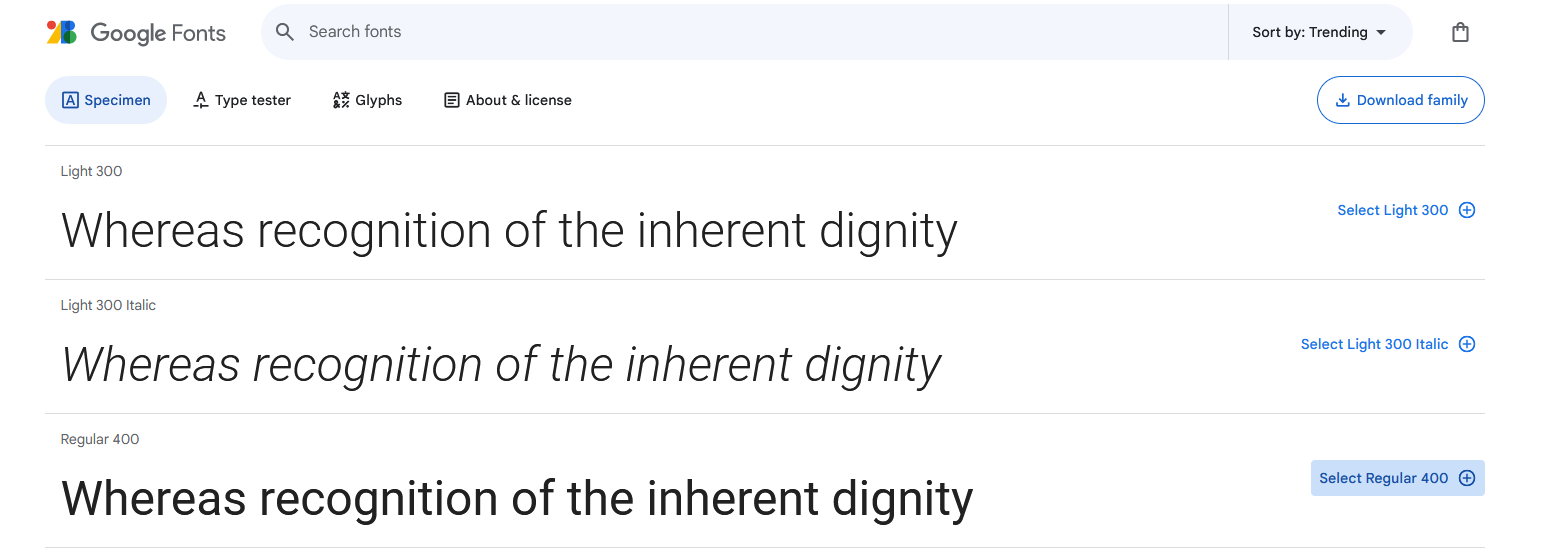 Google Fonts
Search fonts
Sort by: Trending
Specimen
Type tester
Glyphs
About & license
Download family
Light 300
Whereas recognition of the inherent dignity
Select Light 300
Light 300 Italic
Whereas recognition of the inherent dignity
Select Light 300 Italic
Regular 400
Whereas recognition of the inherent dignity
Select Regular 400